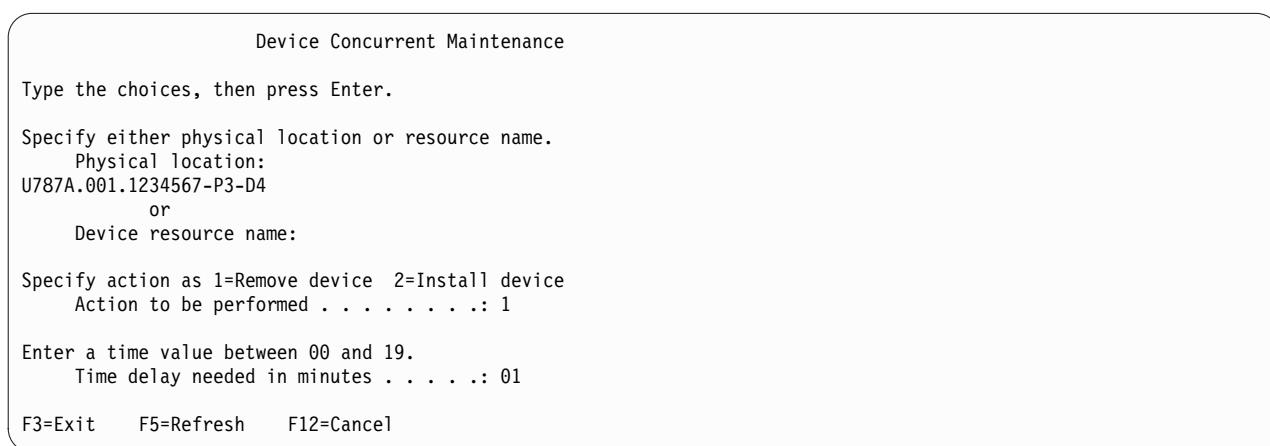 Device Concurrent Maintenance
Type the choices, then press Enter.
Specify either physical location or resource name.
Physical location:
U787A.001.1234567-P3-D4
or
Device resource name:
Specify action as 1=Remove device 2=Install device
Action to be performed . . . . . . . .: 1
Enter a time value between 00 and 19.
Time delay needed in minutes . . . . .: 01
F3=Exit F5=Refresh F12=Cancel